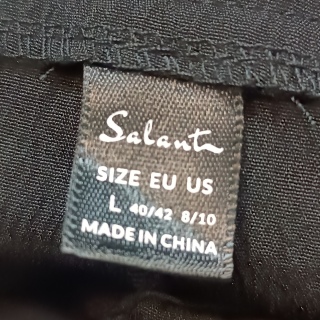 Salant
SIZE EU US
L 40/42 8/10
MADE IN CHINA